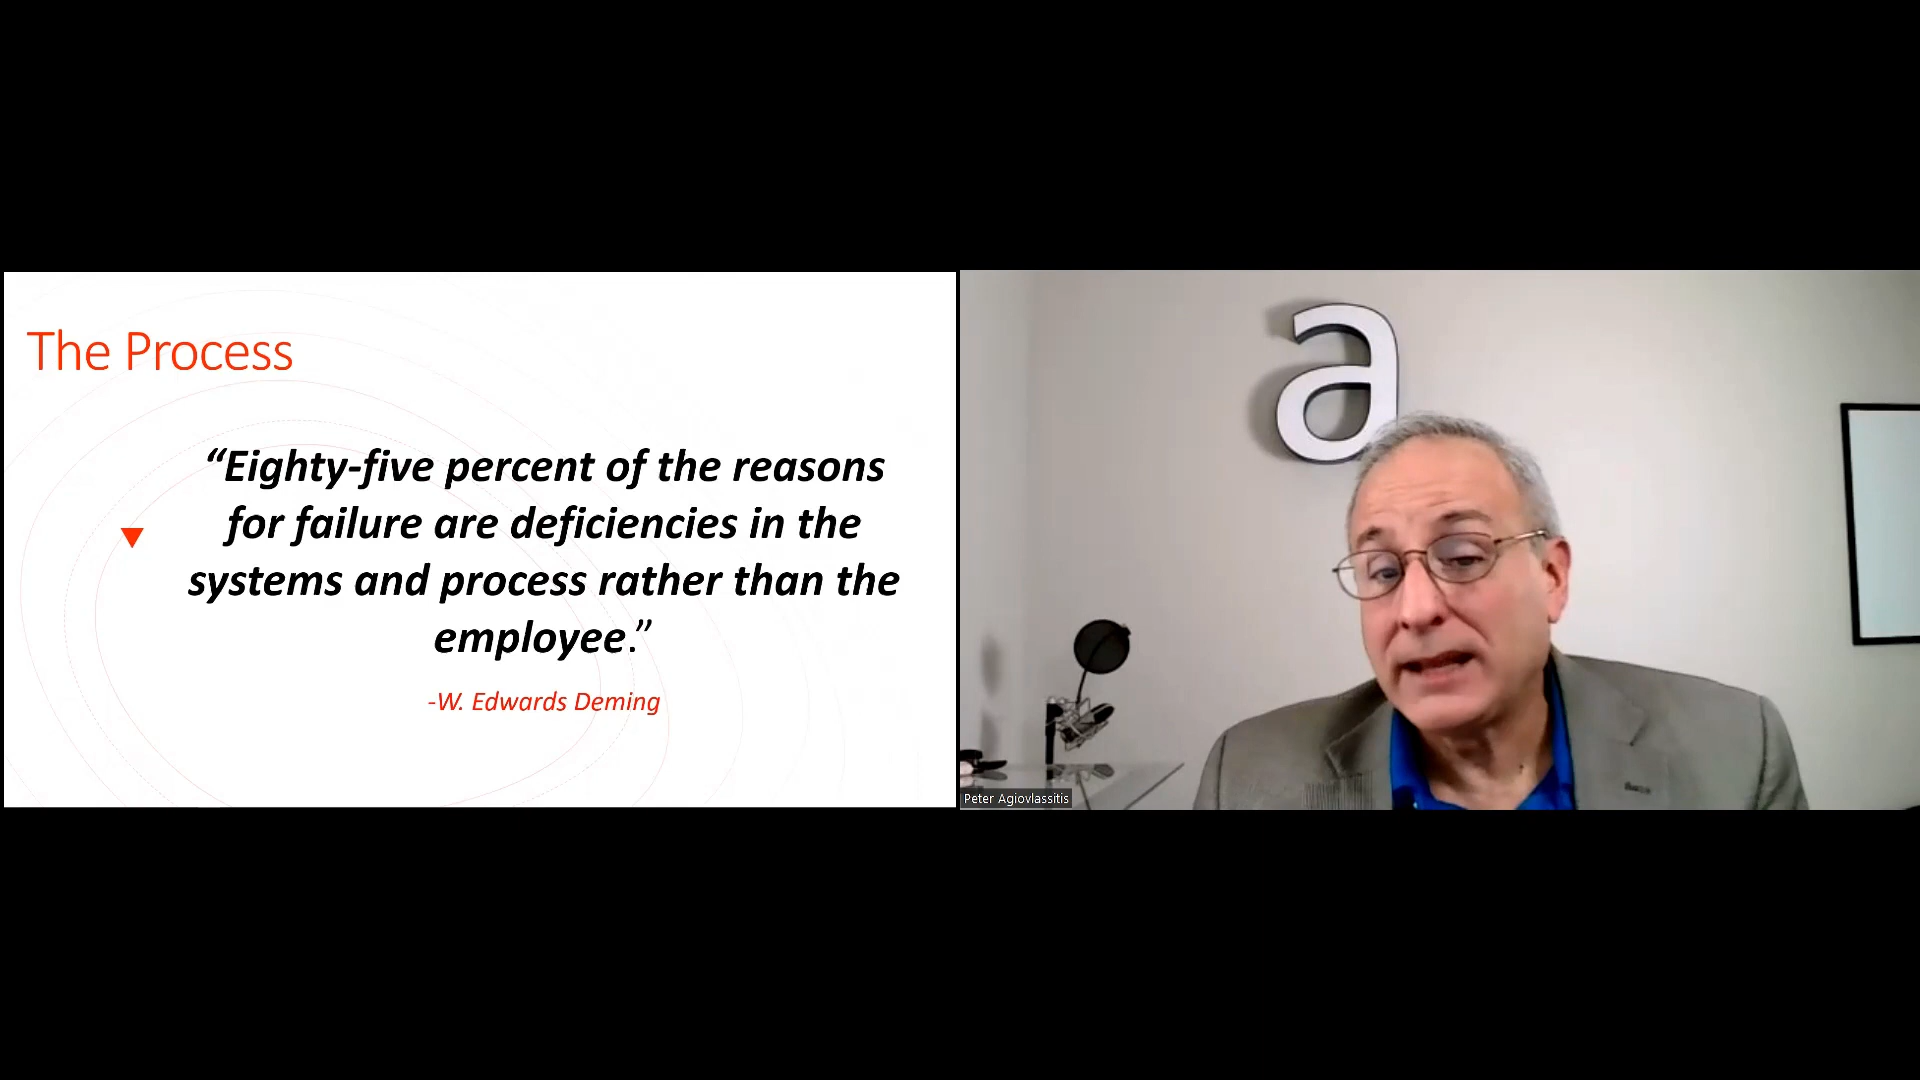 The Process
“Eighty-five percent of the reasons
for failure are deficiencies in the
systems and process rather than the
employee.”
-W. Edwards Deming
a
Peter Agiovlassitis